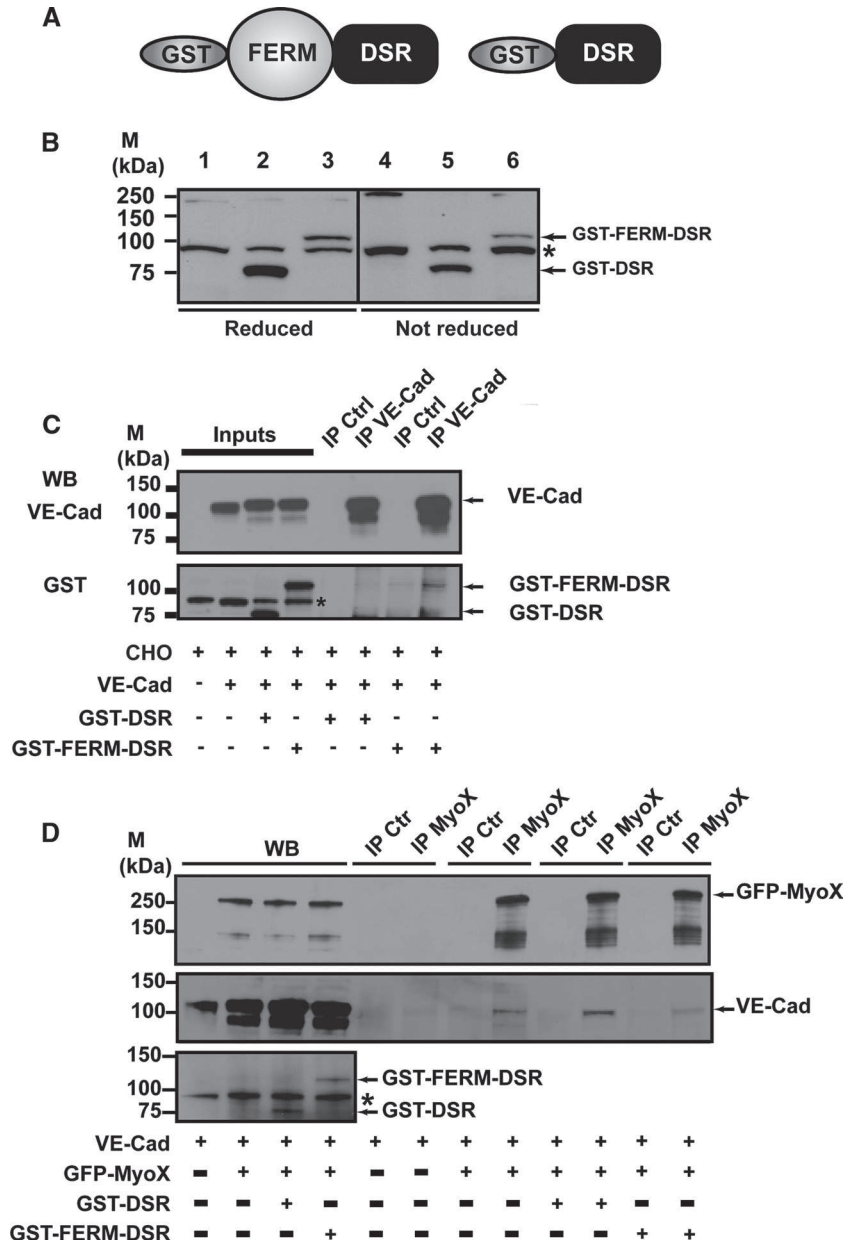 A
GST FERM DSR GST DSR
B
M
(kDa) 1 2 3 4 5 6
250
150
100
75
GST-FERM-DSR
*
GST-DSR
Reduced Not reduced
C
M
(kDa)
Inputs
IP Ctrl IP VE-Cad IP Ctrl IP VE-Cad
WB
VE-Cad
150
100
75
VE-Cad
GST
100
75
*
GST-FERM-DSR
GST-DSR
CHO + + + + + + + +
VE-Cad - + + + + + + +
GST-DSR - - + - + + - -
GST-FERM-DSR - - - + - - + +
D
M
(kDa)
WB
IP Ctr IP MyoX IP Ctr IP MyoX IP Ctr IP MyoX IP Ctr IP MyoX
250
150
GFP-MyoX
150
100
VE-Cad
150
100
75
GST-FERM-DSR
*
GST-DSR
VE-Cad + + + + + + + + + + + +
GFP-MyoX - + + + - - + + + + + +
GST-DSR - - + - - - - - + + - -
GST-FERM-DSR - - - + - - - - - - + +